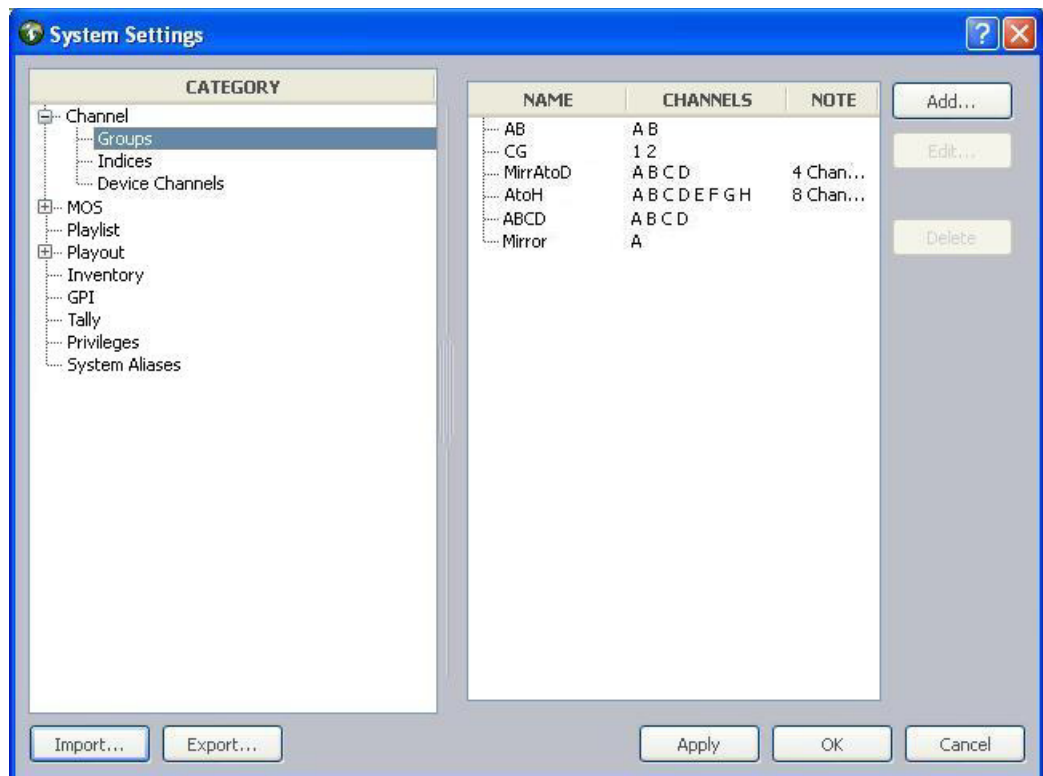 System Settings
CATEGORY
Channel
Groups
Indices
Device Channels
MOS
Playlist
Playout
Inventory
GPI
Tally
Privileges
System Aliases
NAME CHANNELS NOTE
AB A B
CG 1 2
MirrAtoD A B C D 4 Chan...
AtoH A B C D E F G H 8 Chan...
ABCD A B C D
Mirror A
Add...
Edit...
Delete
Import... Export... Apply OK Cancel